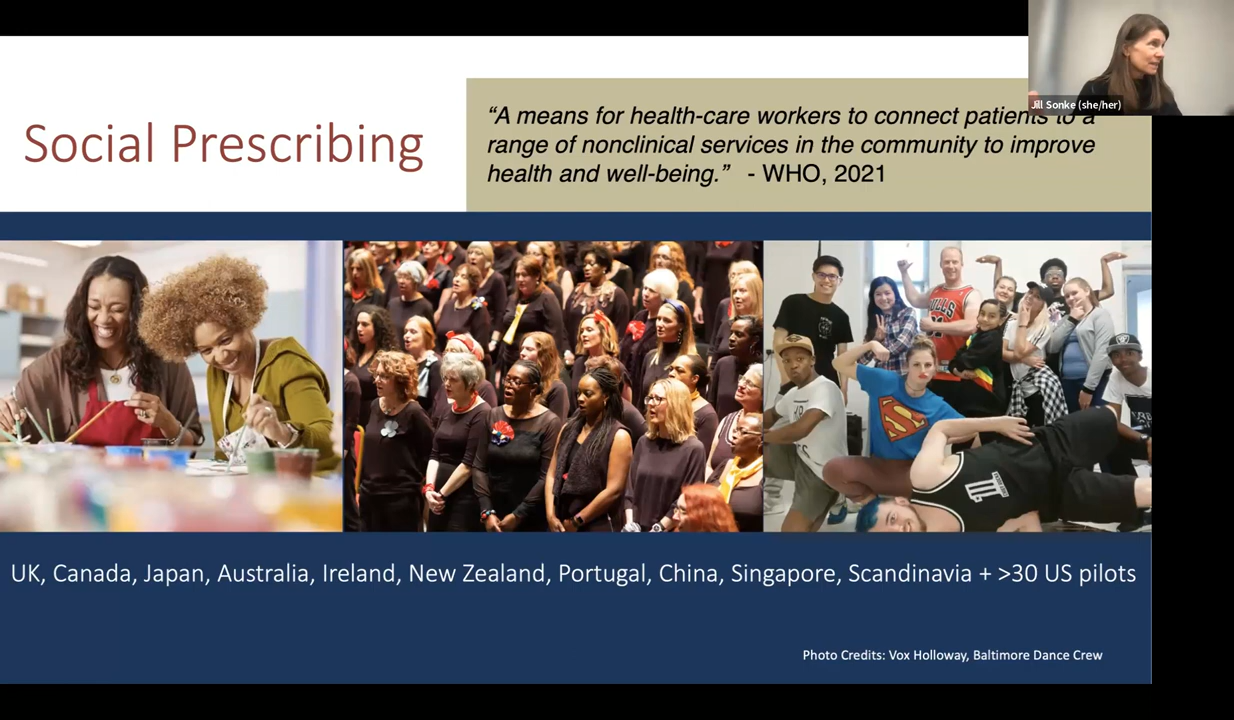 Jill Sonke (she/her)
Social Prescribing
“A means for health-care workers to connect patients to a
range of nonclinical services in the community to improve
health and well-being.” - WHO, 2021
BULLS
UK, Canada, Japan, Australia, Ireland, New Zealand, Portugal, China, Singapore, Scandinavia + >30 US pilots
Photo Credits: Vox Holloway, Baltimore Dance Crew